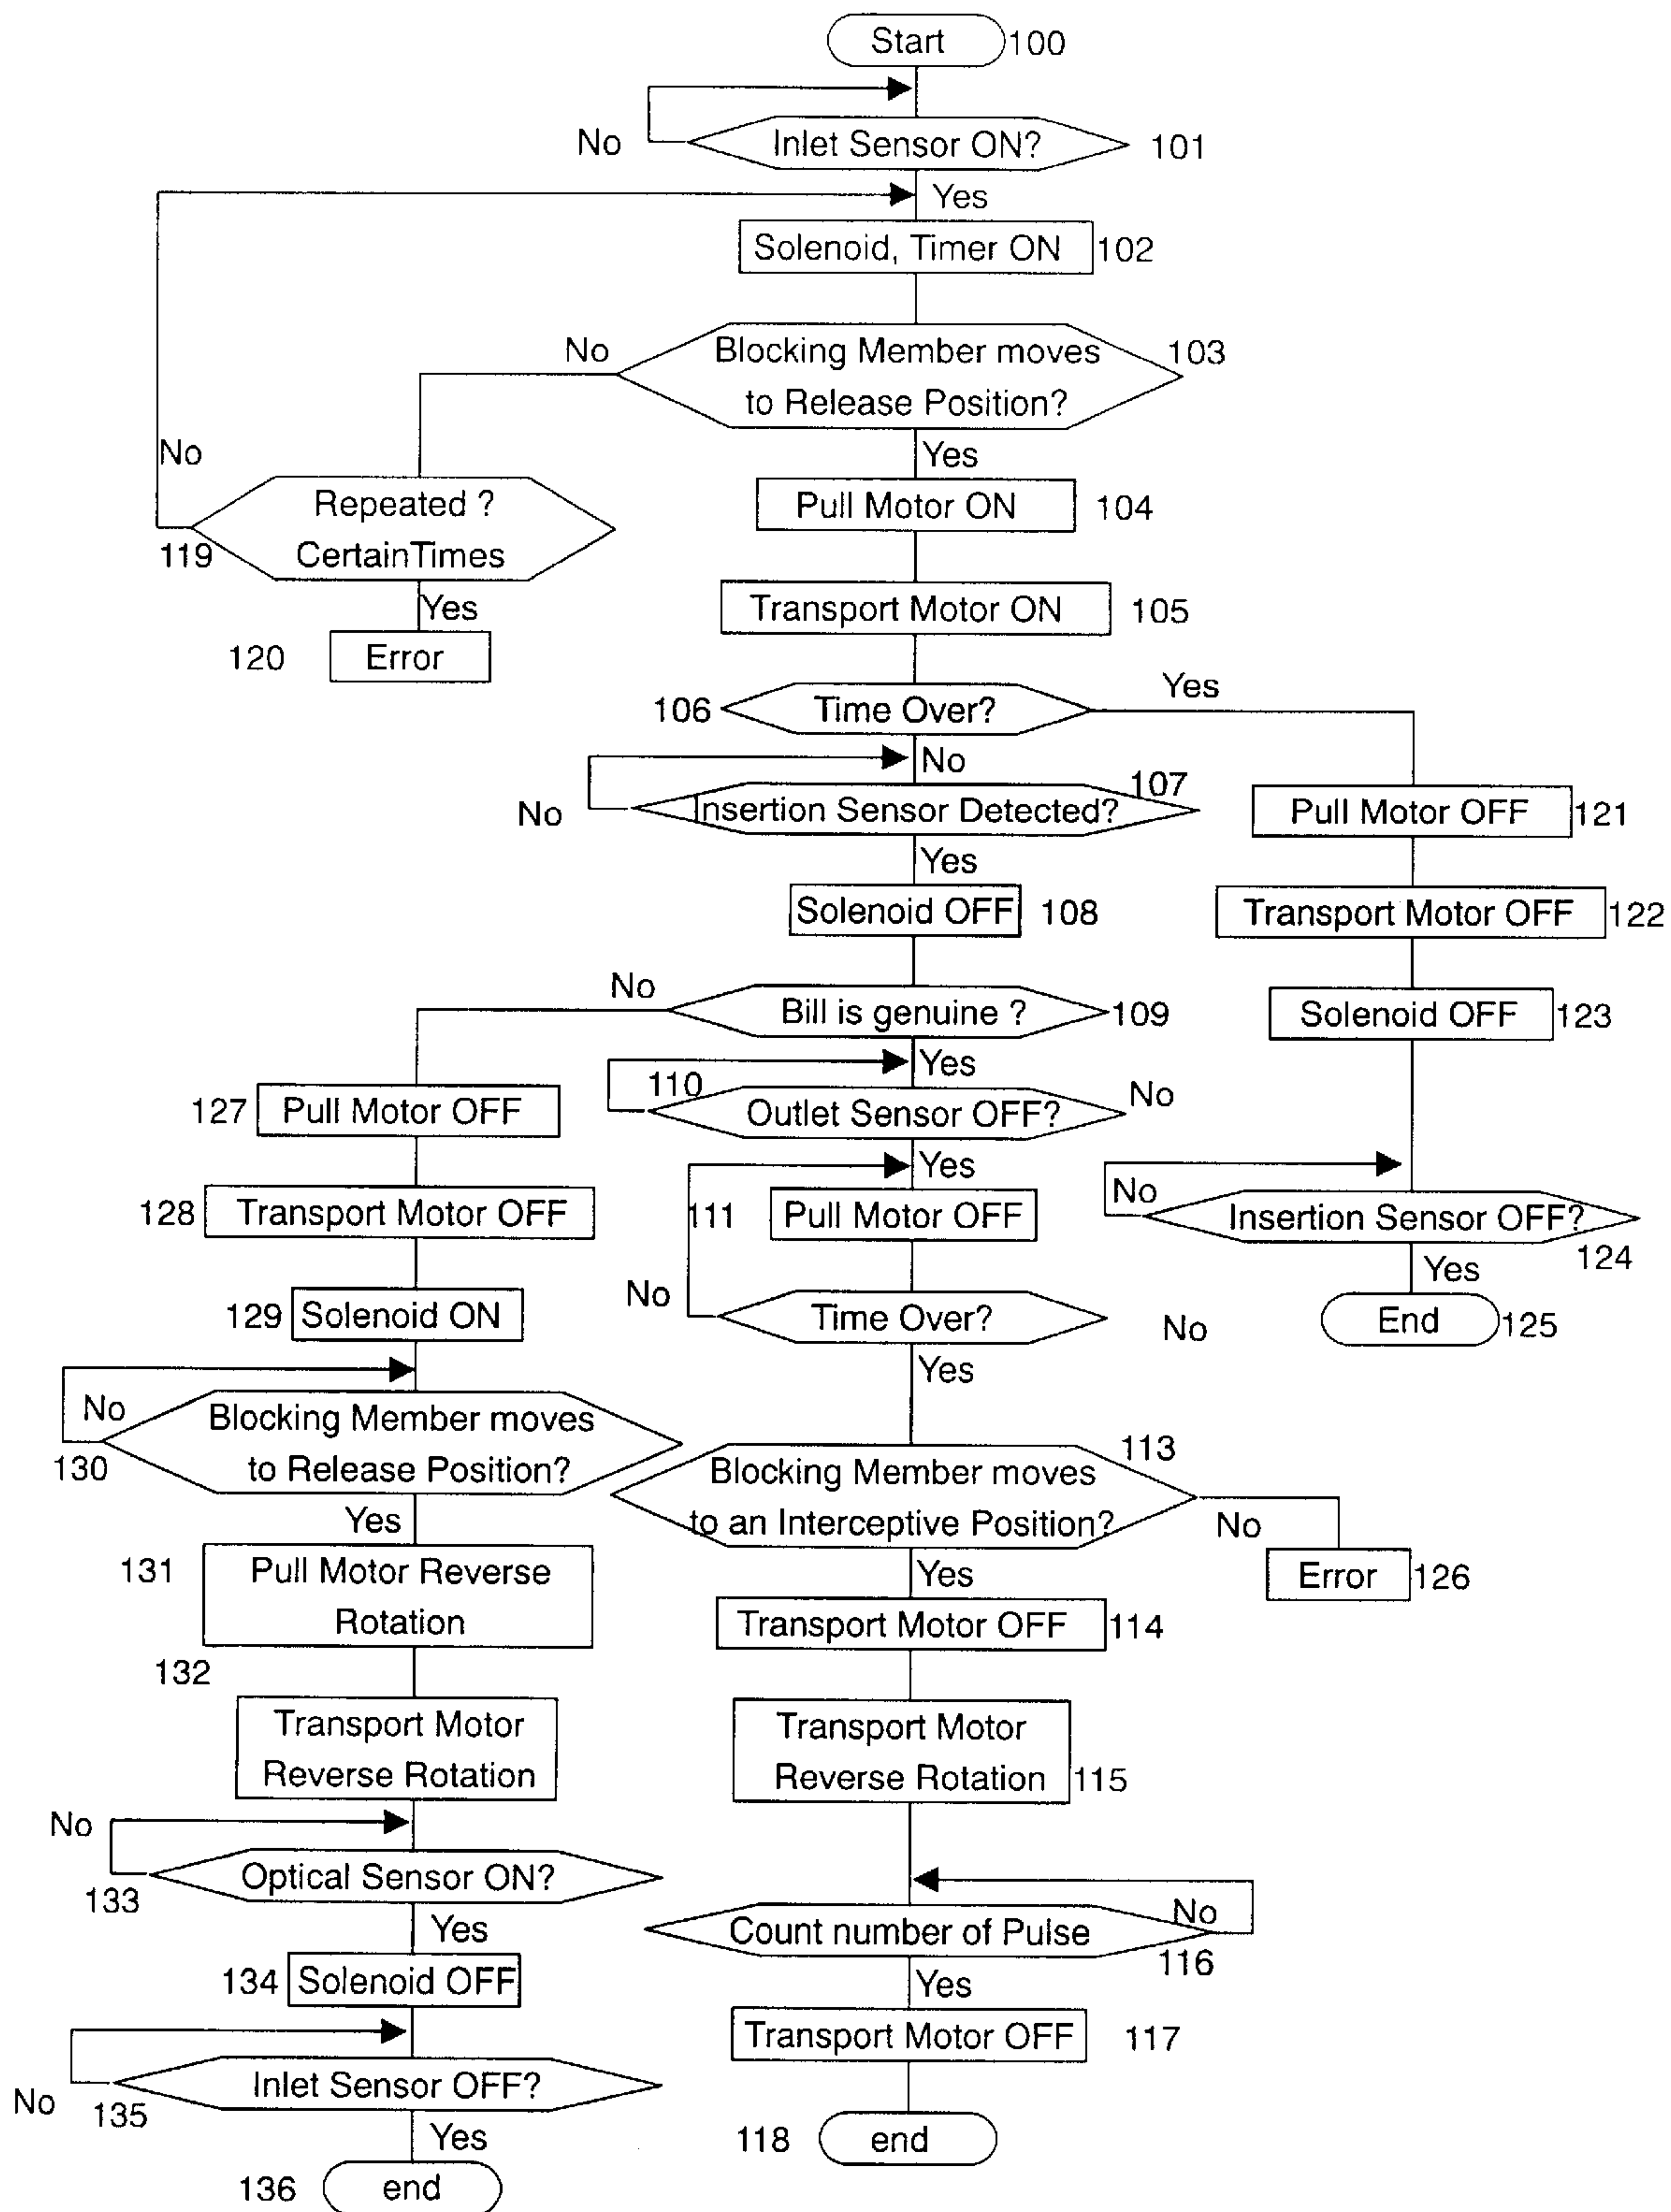 Start 100
No
Inlet Sensor ON? 101
Yes
Solenoid, Timer ON 102
No
Blocking Member moves 103
to Release Position?
No
Yes
Repeated ?
Pull Motor ON 104
119 CertainTimes
Yes
Transport Motor ON 105
120 Error
106 Time Over? Yes
No
107
No Insertion Sensor Detected?
Pull Motor OFF 121
Yes
Solenoid OFF 108
Transport Motor OFF 122
No
Bill is genuine ? 109
Solenoid OFF 123
Yes
110
No
127 Pull Motor OFF
Outlet Sensor OFF?
Yes
128 Transport Motor OFF
111 Pull Motor OFF
No
Insertion Sensor OFF?
124
Yes
129 Solenoid ON
No
Time Over?
No
End 125
Yes
No
Blocking Member moves
130 to Release Position?
113
Blocking Member moves
to an Interceptive Position?
No
Yes
131 Pull Motor Reverse
Rotation
Yes
Error 126
132
Transport Motor OFF 114
Transport Motor
Reverse Rotation
Transport Motor
Reverse Rotation 115
No
Optical Sensor ON?
133
Yes
No
Count number of Pulse
116
134 Solenoid OFF
Yes
Transport Motor OFF 117
Inlet Sensor OFF?
No 135
Yes
118 end
136 end